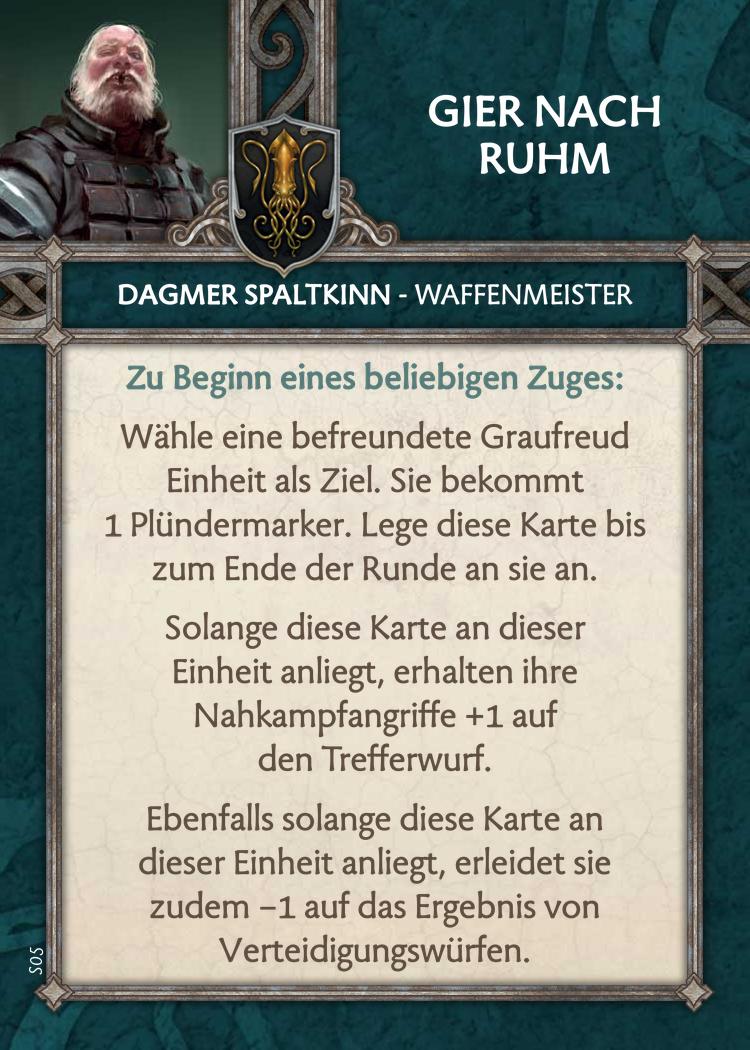 GIER NACH
RUHM
DAGMER SPALTKINN - WAFFENMEISTER
Zu Beginn eines beliebigen Zuges:
Wähle eine befreundete Graufreud
Einheit als Ziel. Sie bekommt
1 Plündermarker. Lege diese Karte bis
zum Ende der Runde an sie an.
Solange diese Karte an dieser
Einheit anliegt, erhalten ihre
Nahkampfangriffe +1 auf
den Trefferwurf.
Ebenfalls solange diese Karte an
dieser Einheit anliegt, erleidet sie
zudem −1 auf das Ergebnis von
Verteidigungswürfen.
S05